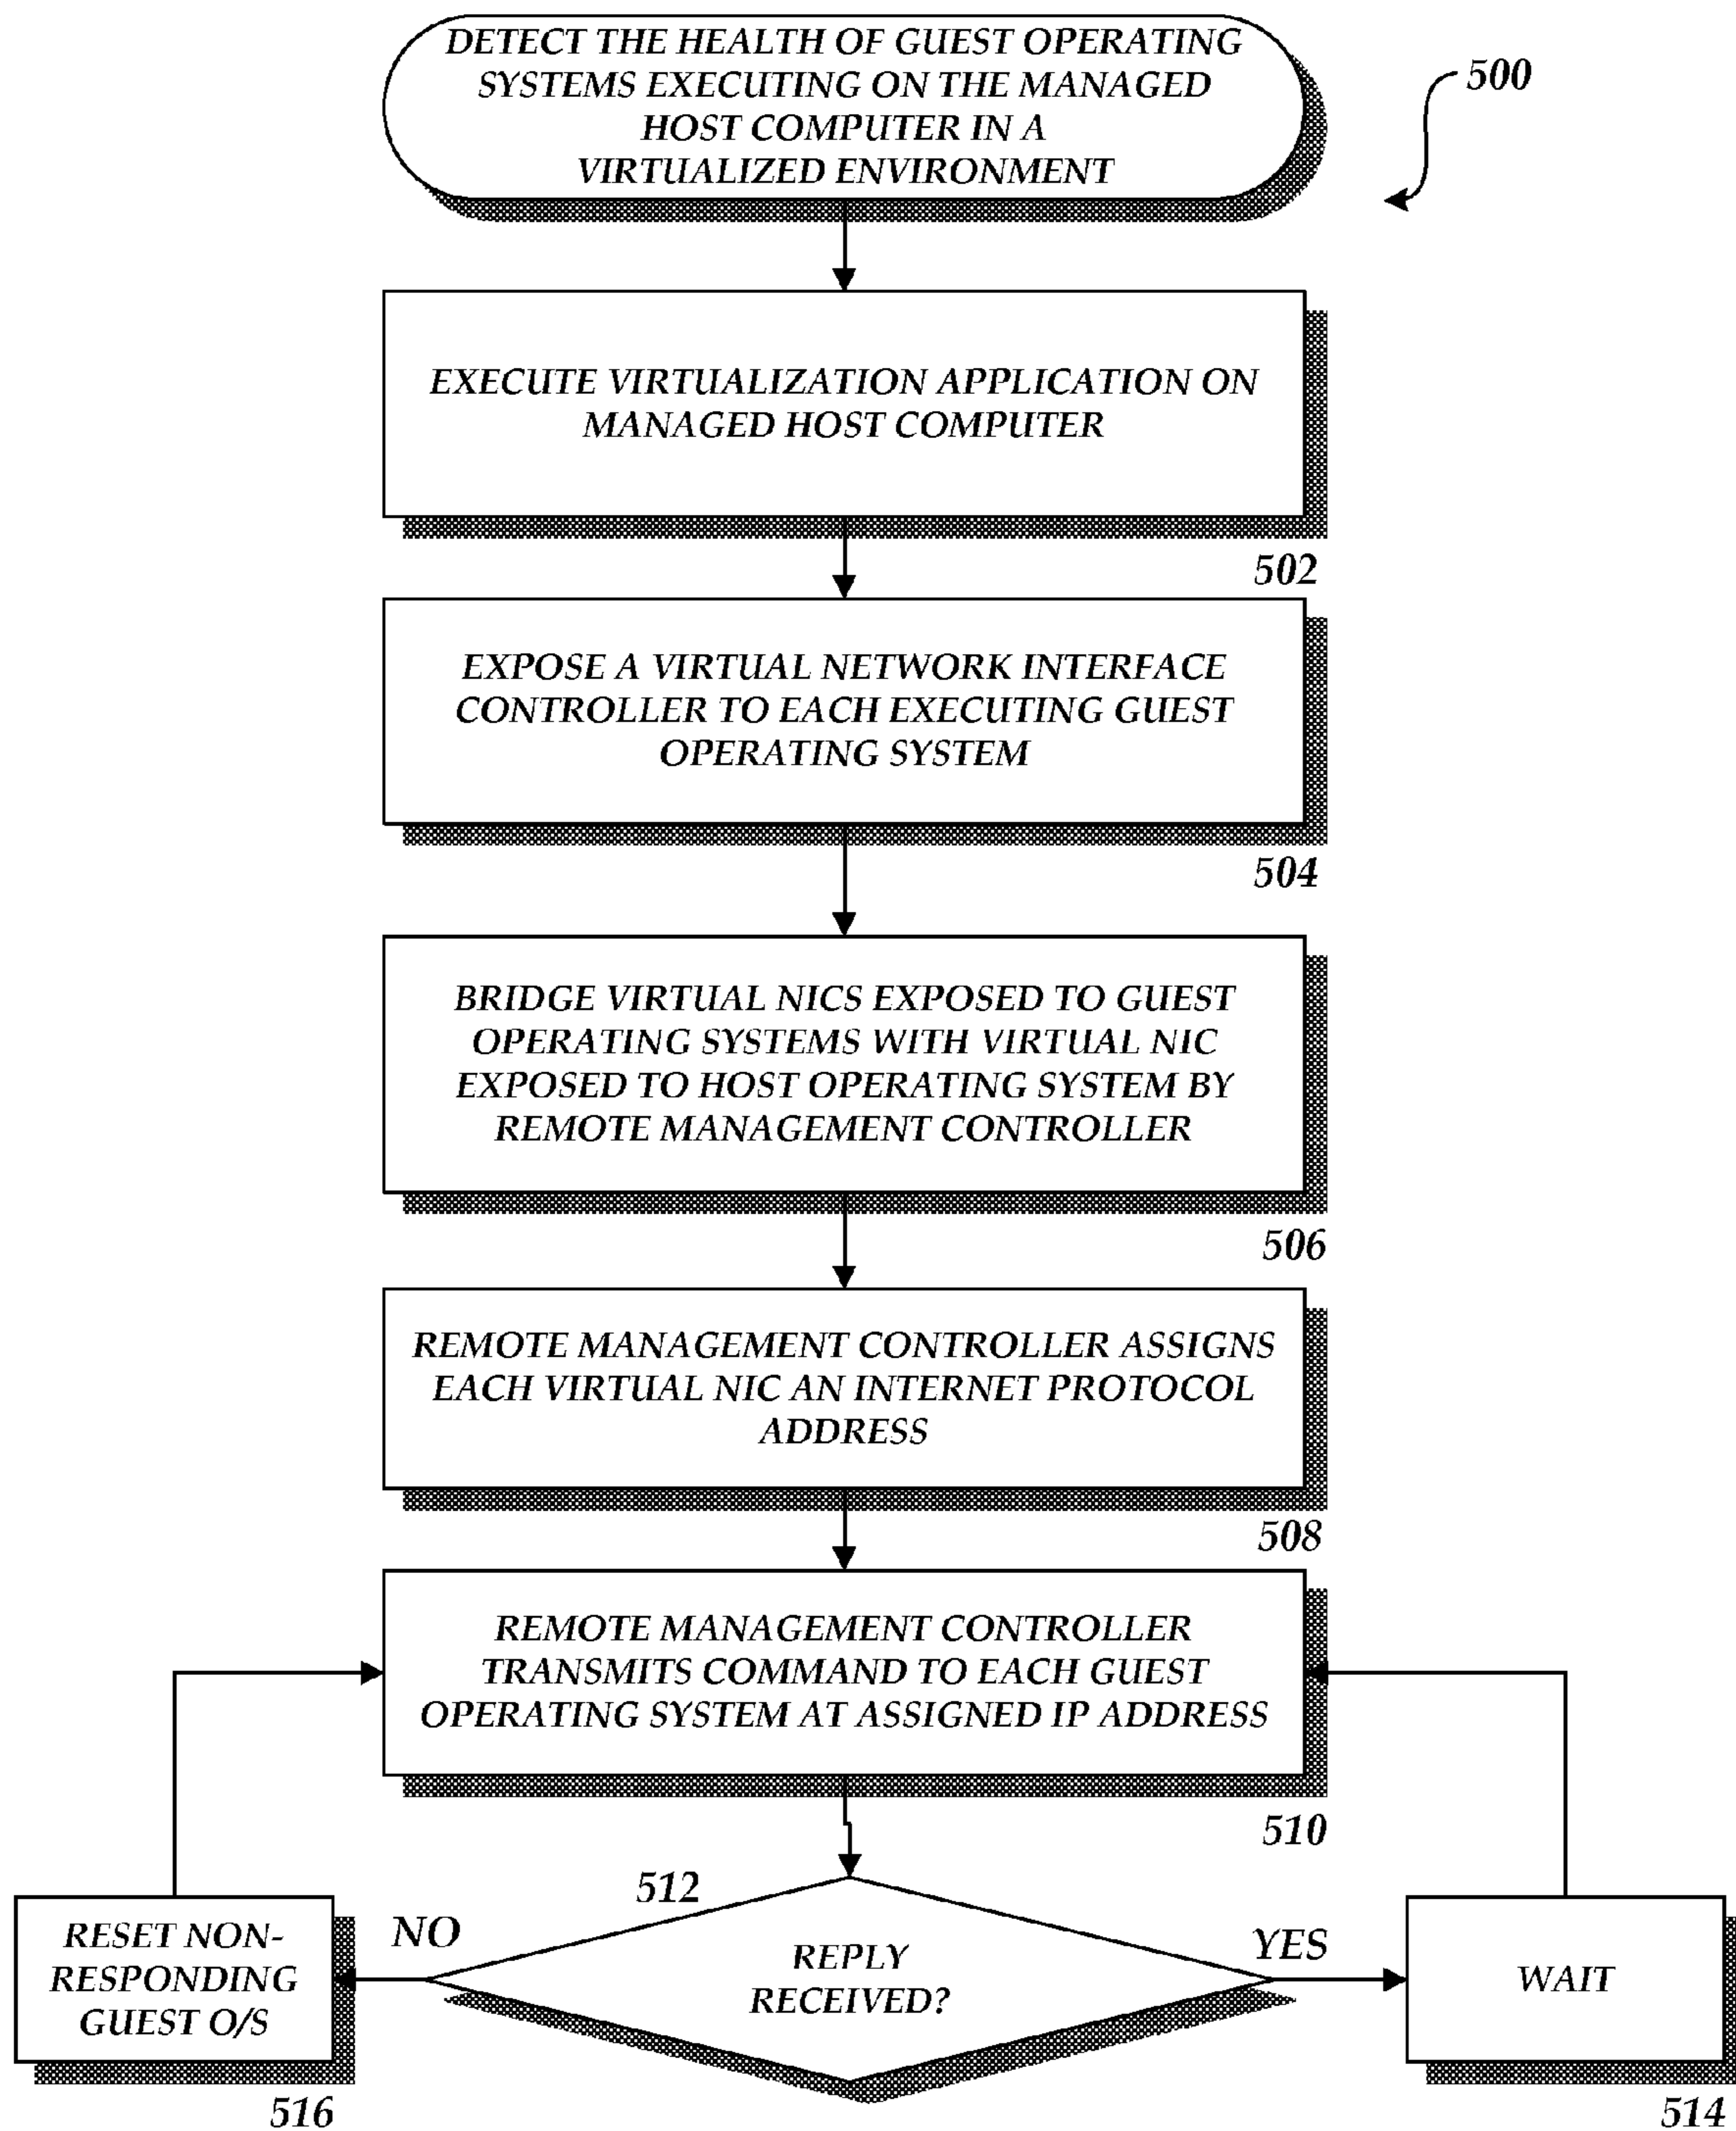 DETECT THE HEALTH OF GUEST OPERATING
SYSTEMS EXECUTING ON THE MANAGED
HOST COMPUTER IN A
VIRTUALIZED ENVIRONMENT
500
EXECUTE VIRTUALIZATION APPLICATION ON
MANAGED HOST COMPUTER
502
EXPOSE A VIRTUAL NETWORK INTERFACE
CONTROLLER TO EACH EXECUTING GUEST
OPERATING SYSTEM
504
BRIDGE VIRTUAL NICS EXPOSED TO GUEST
OPERATING SYSTEMS WITH VIRTUAL NIC
EXPOSED TO HOST OPERATING SYSTEM BY
REMOTE MANAGEMENT CONTROLLER
506
REMOTE MANAGEMENT CONTROLLER ASSIGNS
EACH VIRTUAL NIC AN INTERNET PROTOCOL
ADDRESS
508
REMOTE MANAGEMENT CONTROLLER
TRANSMITS COMMAND TO EACH GUEST
OPERATING SYSTEM AT ASSIGNED IP ADDRESS
510
512
NO
REPLY
RECEIVED?
YES
RESET NON-
RESPONDING
GUEST O/S
516
WAIT
514